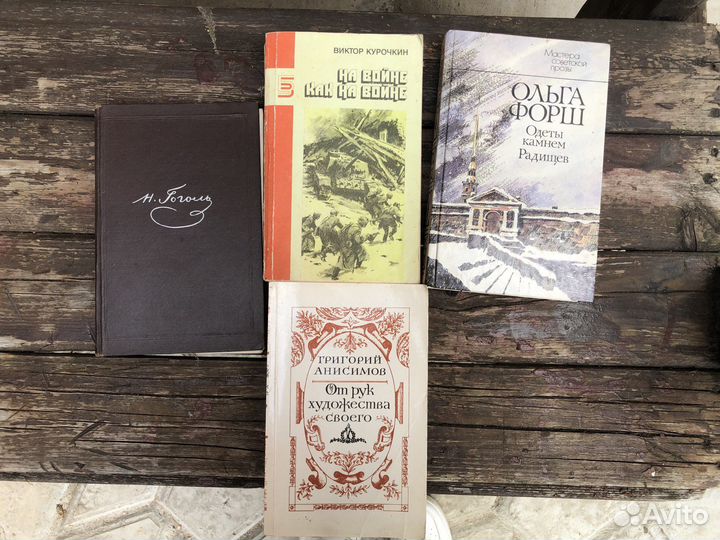 Н. Гоголь
ВИКТОР КУРОЧКИН
НА ВОЙНЕ
КАК НА ВОЙНЕ
Мастера
советской
прозы
ОЛЬГА
ФОРШ
Одеты
камнем
Радищев
ГРИГОРИЙ
АНИСИМОВ
От рук
художества
своего
Avito